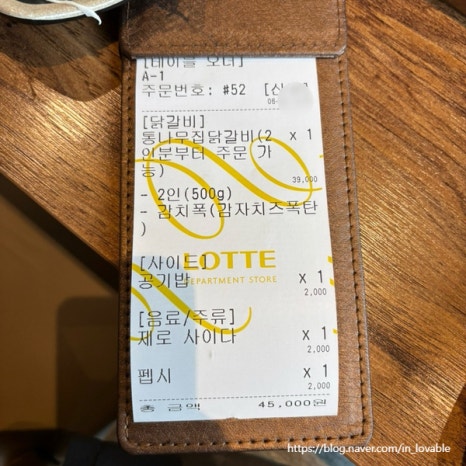 [테이블 오더]
A-1
주문번호: #52 [신
08-
[닭갈비]
통나무집닭갈비(2 x 1
인분부터 주문 가
능)
39,000
- 2인(500g)
- 감치폭(감자치즈폭탄
)
LOTTE
DEPARTMENT STORE
[사이드]
공기밥 x 1
2,000
[음료/주류]
제로 사이다 x 1
2,000
펩시 x 1
2,000
총 금액 45,000원
https://blog.naver.com/in_lovable